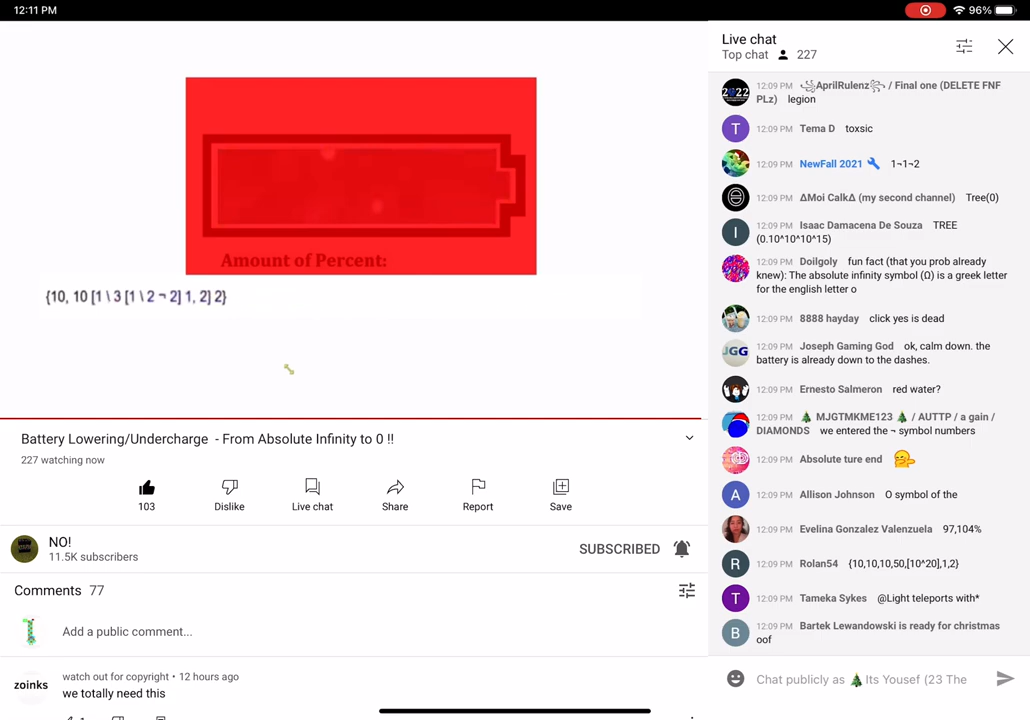 12:11 PM
96%
Amount of Percent:
{10, 10 [1 \ 3 [1 \ 2 ¬ 2] 1, 2] 2}
Battery Lowering/Undercharge - From Absolute Infinity to 0 !!
227 watching now
103
Dislike
Live chat
Share
Report
Save
NO!
11.5K subscribers
SUBSCRIBED
Comments 77
Add a public comment...
zoinks
watch out for copyright • 12 hours ago
we totally need this
1
Live chat
Top chat 227
2022
12:09 PM ꧁AprilRulenz꧂ / Final one (DELETE FNF
PLz) legion
T
12:09 PM Tema D toxsic
12:09 PM NewFall 2021 1¬1¬2
12:09 PM ΔMoi CalkΔ (my second channel) Tree(0)
I
12:09 PM Isaac Damacena De Souza TREE
(0.10^10^10^15)
12:09 PM Doilgoly fun fact (that you prob already
knew): The absolute infinity symbol (Ω) is a greek letter
for the english letter o
12:09 PM 8888 hayday click yes is dead
JGG
12:09 PM Joseph Gaming God ok, calm down. the
battery is already down to the dashes.
12:09 PM Ernesto Salmeron red water?
12:09 PM 🎄 MJGTMKME123 🎄 / AUTTP / a gain /
DIAMONDS we entered the ¬ symbol numbers
12:09 PM Absolute ture end 🤗
A
12:09 PM Allison Johnson O symbol of the
12:09 PM Evelina Gonzalez Valenzuela 97,104%
R
12:09 PM Rolan54 {10,10,10,50,[10^20],1,2}
T
12:09 PM Tameka Sykes @Light teleports with*
B
12:09 PM Bartek Lewandowski is ready for christmas
oof
Chat publicly as 🎄Its Yousef (23 The